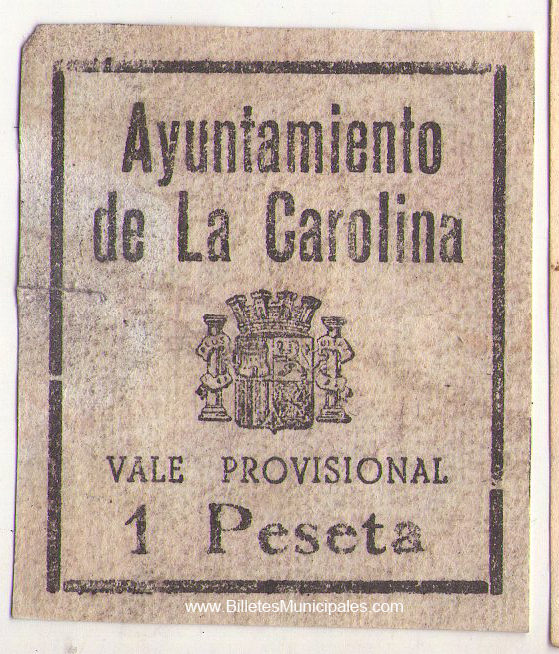 Ayuntamiento
de La Carolina
VALE PROVISIONAL
1 Peseta
www.BilletesMunicipales.com